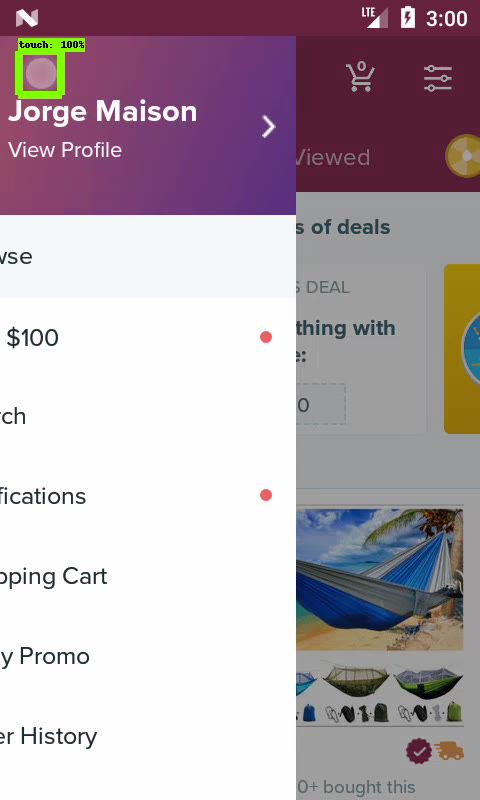 LTE
3:00
touch: 100%
0
Jorge Maison
View Profile
Viewed
s of deals
wse
S DEAL
thing with
e:
$100
0
rch
fications
pping Cart
y Promo
er History
0+ bought this